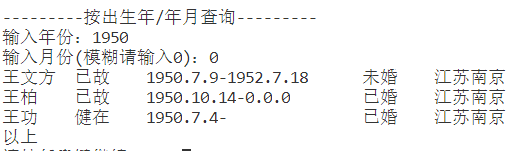 ---------按出生年/年月查询---------
输入年份：1950
输入月份(模糊请输入0)：0
王文方 已故 1950.7.9-1952.7.18 未婚 江苏南京
王柏 已故 1950.10.14-0.0.0 已婚 江苏南京
王功 健在 1950.7.4- 已婚 江苏南京
以上